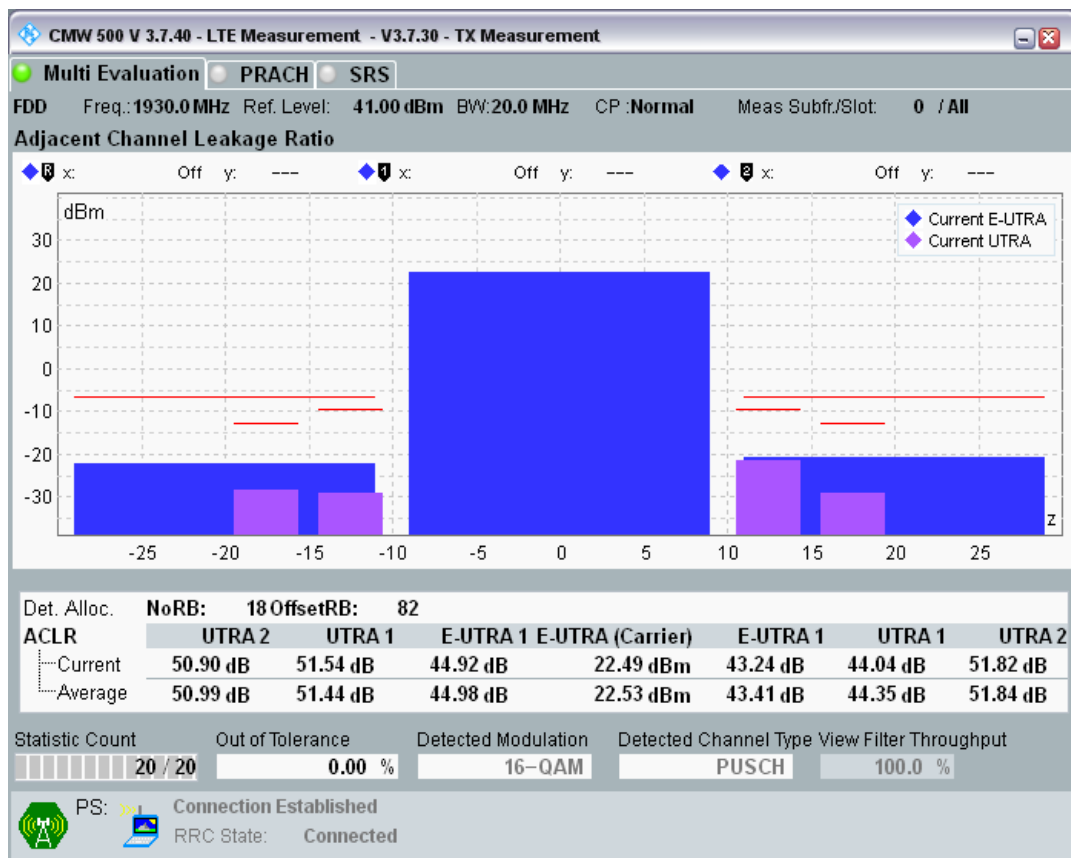 CMW 500 V 3.7.40 - LTE Measurement - V3.7.30 - TX Measurement
Multi Evaluation PRACH SRS
FDD Freq.:1930.0 MHz Ref. Level: 41.00 dBm BW:20.0 MHz CP :Normal Meas Subfr./Slot: 0 / All
Adjacent Channel Leakage Ratio
R x: Off y: --- 1 x: Off y: --- 2 x: Off y: ---
dBm
Current E-UTRA
Current UTRA
30
20
10
0
-10
-20
-30
z
-25 -20 -15 -10 -5 0 5 10 15 20 25
Det. Alloc. NoRB: 18 OffsetRB: 82
ACLR UTRA 2 UTRA 1 E-UTRA 1 E-UTRA (Carrier) E-UTRA 1 UTRA 1 UTRA 2
Current 50.90 dB 51.54 dB 44.92 dB 22.49 dBm 43.24 dB 44.04 dB 51.82 dB
Average 50.99 dB 51.44 dB 44.98 dB 22.53 dBm 43.41 dB 44.35 dB 51.84 dB
Statistic Count Out of Tolerance Detected Modulation Detected Channel Type View Filter Throughput
20 / 20 0.00 % 16-QAM PUSCH 100.0 %
PS: Connection Established
RRC State: Connected